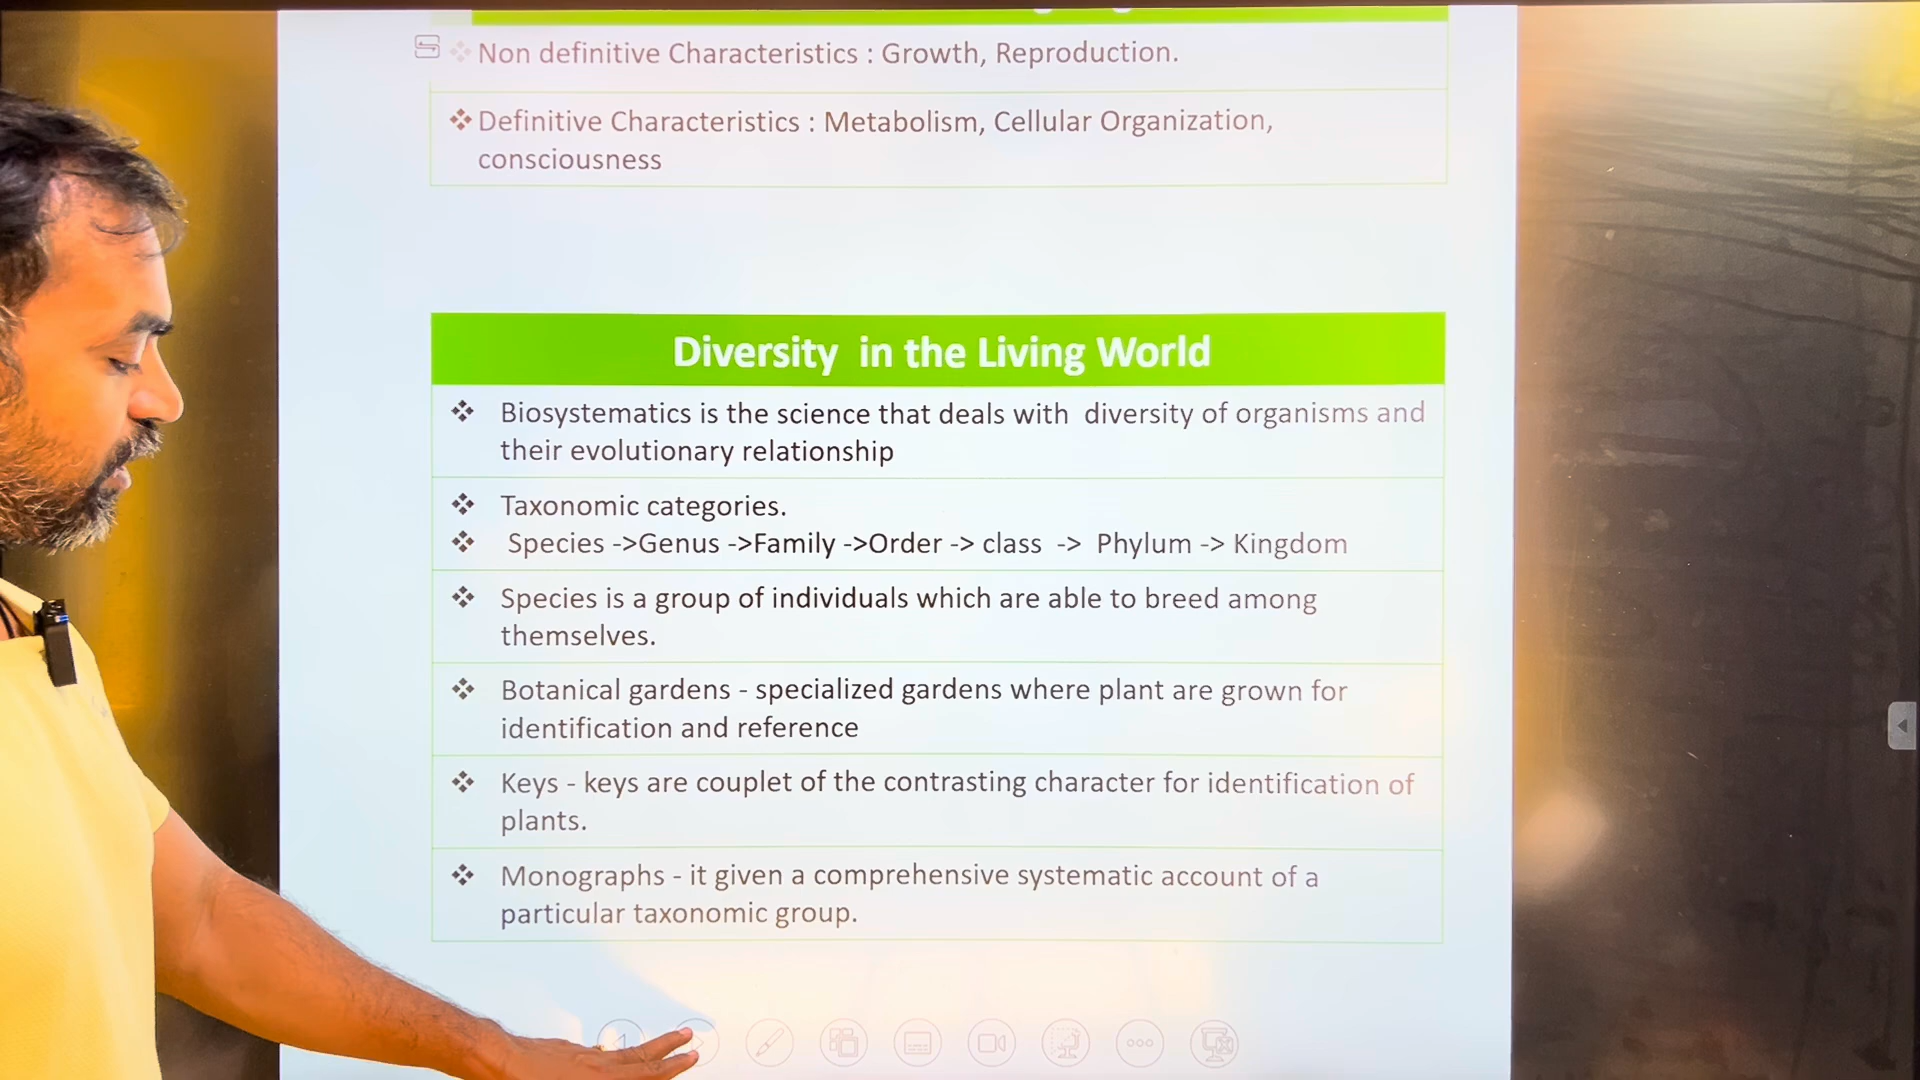 ❖ Non definitive Characteristics : Growth, Reproduction.
❖ Definitive Characteristics : Metabolism, Cellular Organization,
consciousness
Diversity in the Living World
❖ Biosystematics is the science that deals with diversity of organisms and
their evolutionary relationship
❖ Taxonomic categories.
❖ Species ->Genus ->Family ->Order -> class -> Phylum -> Kingdom
❖ Species is a group of individuals which are able to breed among
themselves.
❖ Botanical gardens - specialized gardens where plant are grown for
identification and reference
❖ Keys - keys are couplet of the contrasting character for identification of
plants.
❖ Monographs - it given a comprehensive systematic account of a
particular taxonomic group.